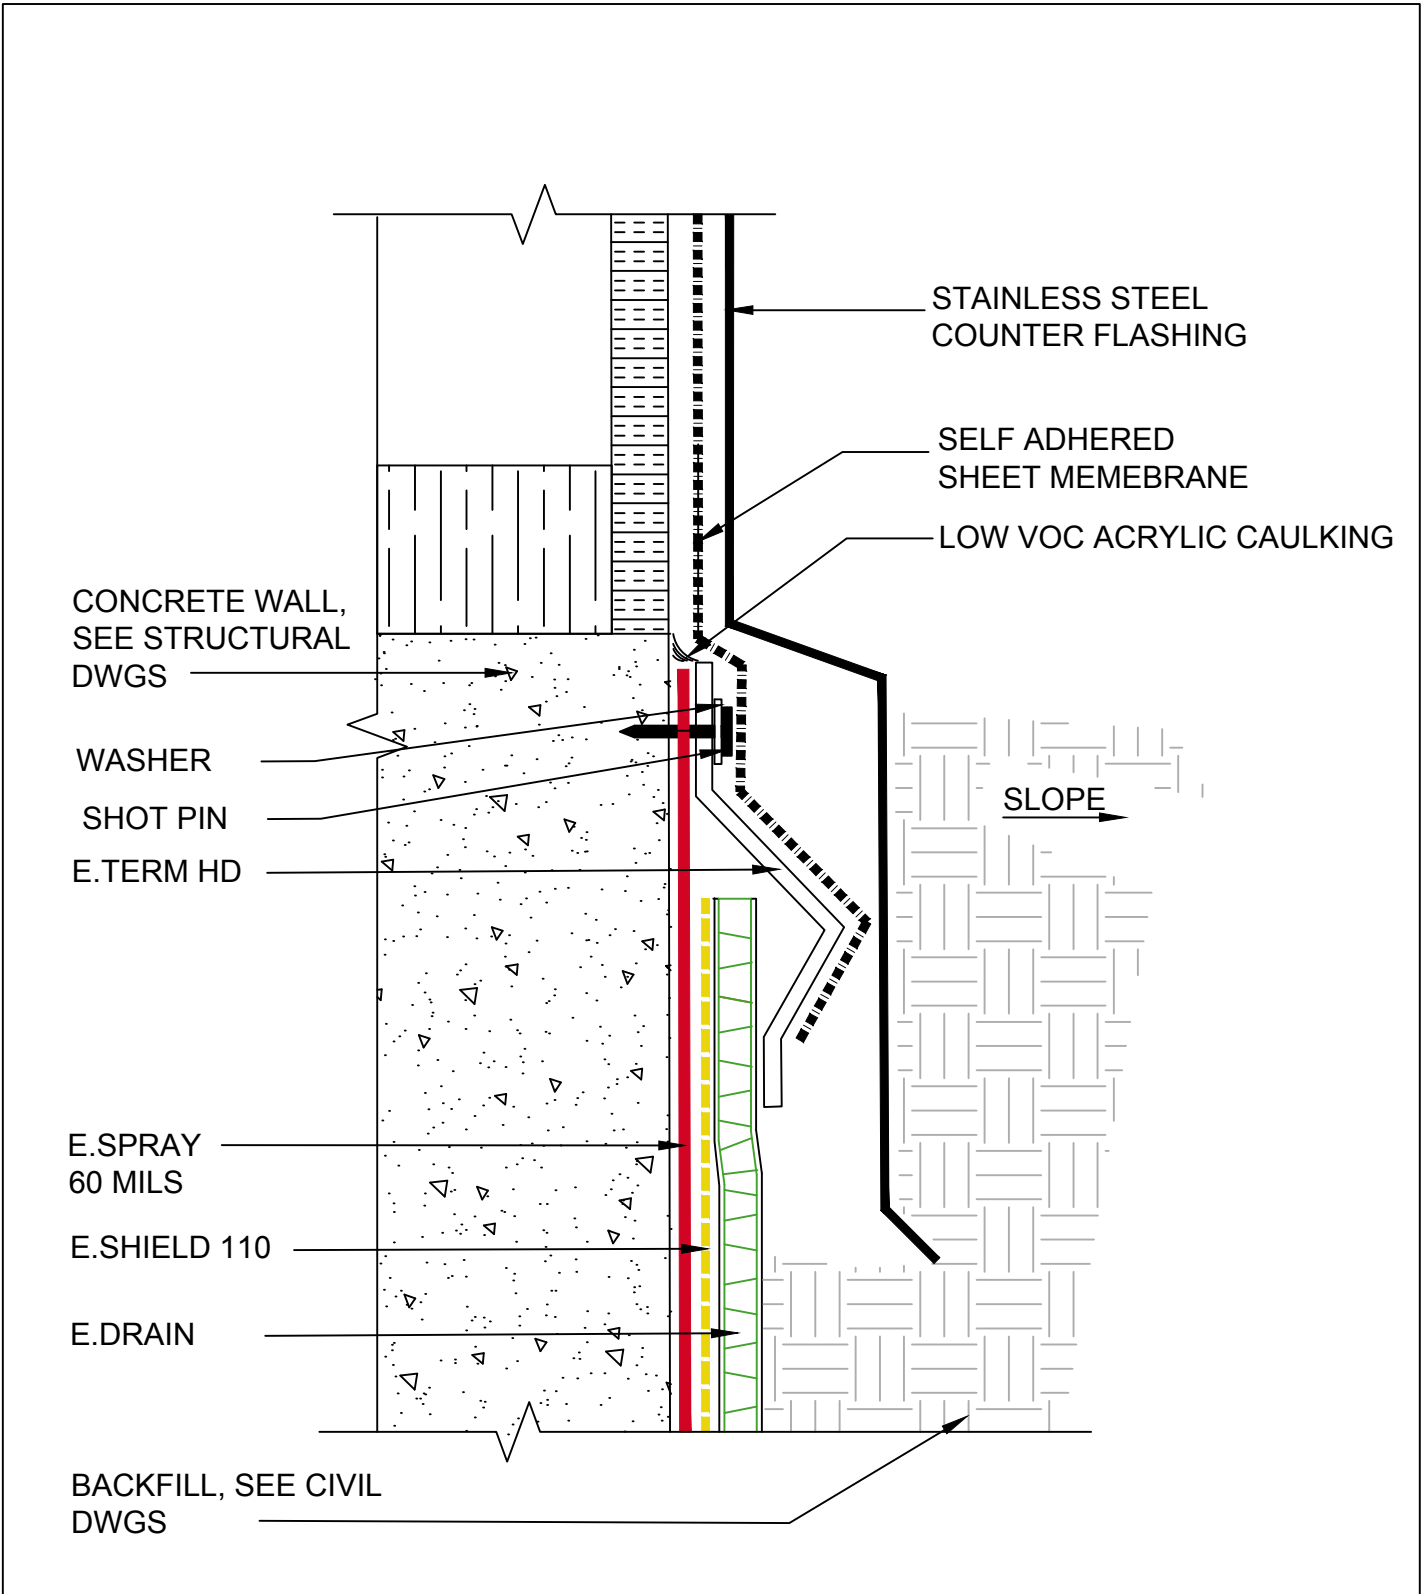 STAINLESS STEEL
COUNTER FLASHING
SELF ADHERED
SHEET MEMEBRANE
LOW VOC ACRYLIC CAULKING
CONCRETE WALL,
SEE STRUCTURAL
DWGS
WASHER
SHOT PIN
E.TERM HD
SLOPE
E.SPRAY
60 MILS
E.SHIELD 110
E.DRAIN
BACKFILL, SEE CIVIL
DWGS